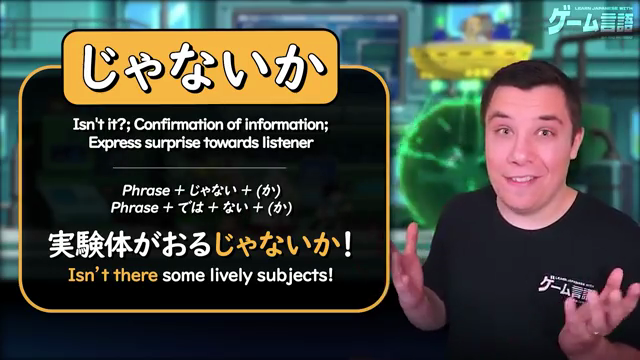 じゃないか
Isn't it?; Confirmation of information;
Express surprise towards listener
Phrase + じゃない + (か)
Phrase + では + ない + (か)
実験体がおるじゃないか!
Isn't there some lively subjects!
LEARN JAPANESE WITH
ゲーム言語
LEARN JAPANESE WITH
ゲーム言語